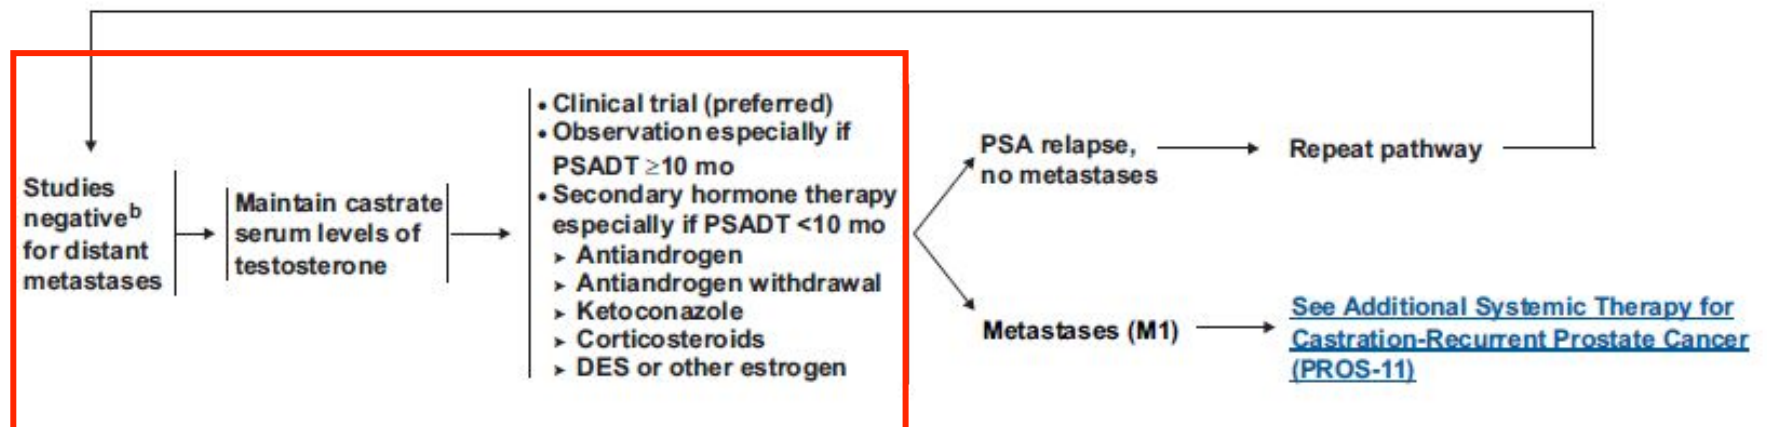 Studies
negativeb
for distant
metastases
Maintain castrate
serum levels of
testosterone
• Clinical trial (preferred)
• Observation especially if
PSADT ≥10 mo
• Secondary hormone therapy
especially if PSADT <10 mo
➤ Antiandrogen
➤ Antiandrogen withdrawal
➤ Ketoconazole
➤ Corticosteroids
➤ DES or other estrogen
PSA relapse,
no metastases
Repeat pathway
Metastases (M1)
See Additional Systemic Therapy for
Castration-Recurrent Prostate Cancer
(PROS-11)